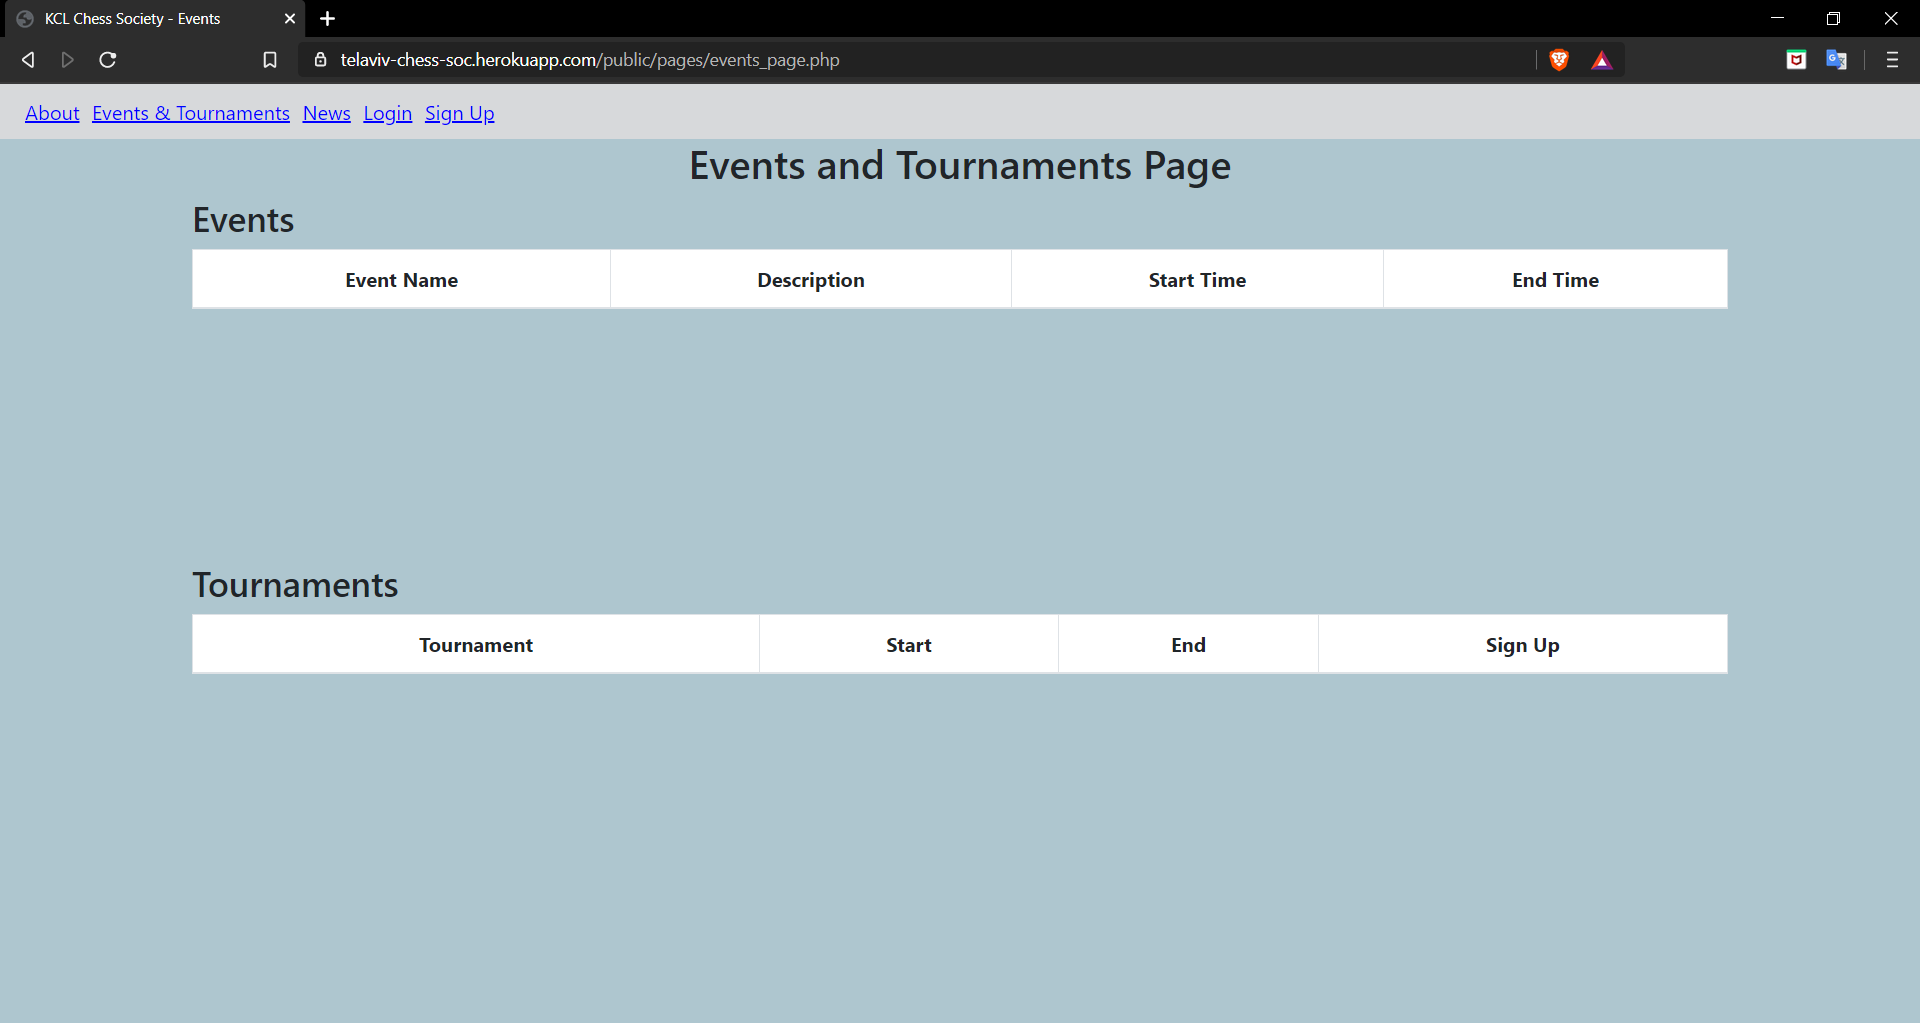 KCL Chess Society - Events
telaviv-chess-soc.herokuapp.com/public/pages/events_page.php
About Events & Tournaments News Login Sign Up
Events and Tournaments Page
Events
Event Name Description Start Time End Time
Tournaments
Tournament Start End Sign Up